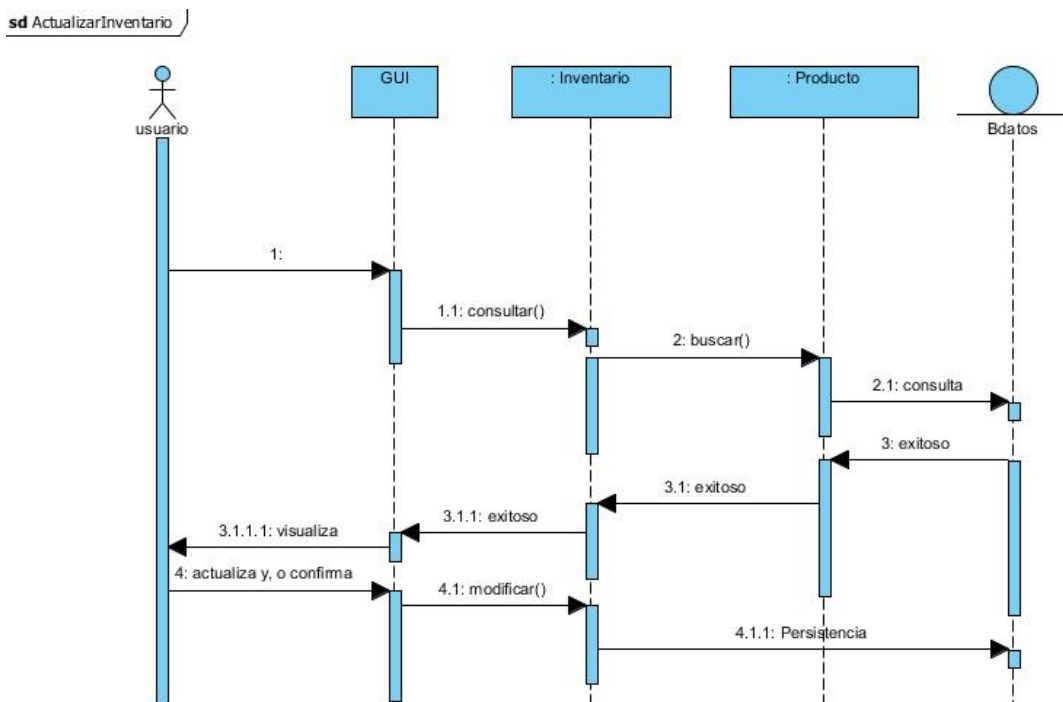 sd ActualizarInventario
usuario
GUI
: Inventario
: Producto
Bdatos
1:
1.1: consultar()
2: buscar()
2.1: consulta
3: exitoso
3.1: exitoso
3.1.1: exitoso
3.1.1.1: visualiza
4: actualiza y, o confirma
4.1: modificar()
4.1.1: Persistencia